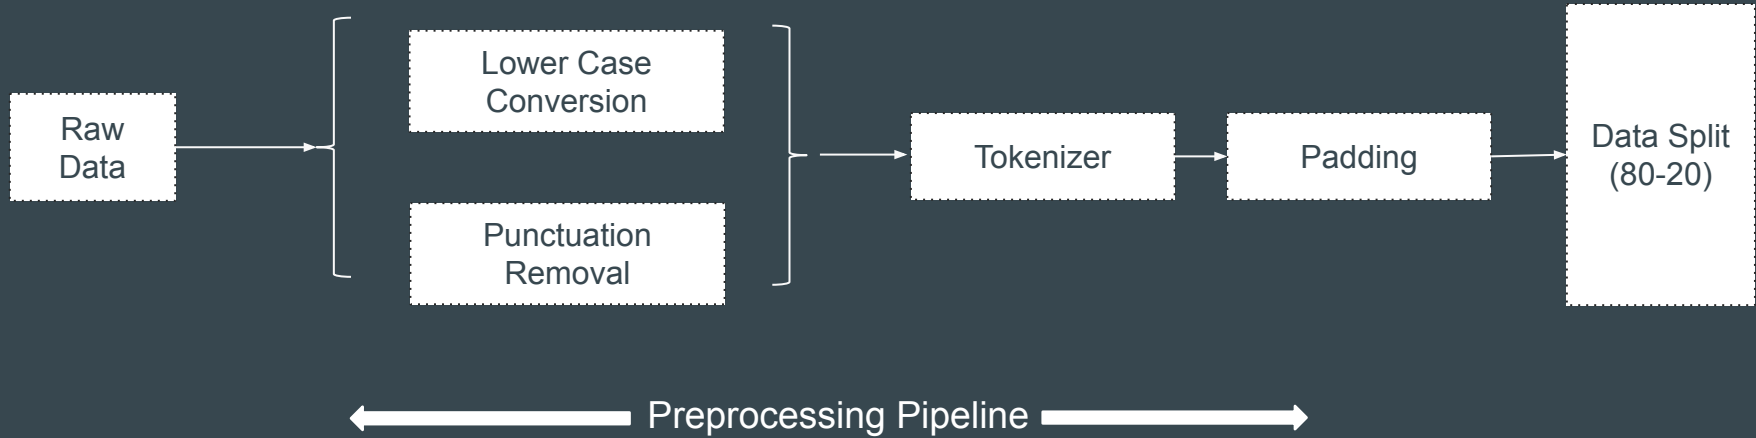 Raw
Data
Lower Case
Conversion
Punctuation
Removal
Tokenizer
Padding
Data Split
(80-20)
Preprocessing Pipeline